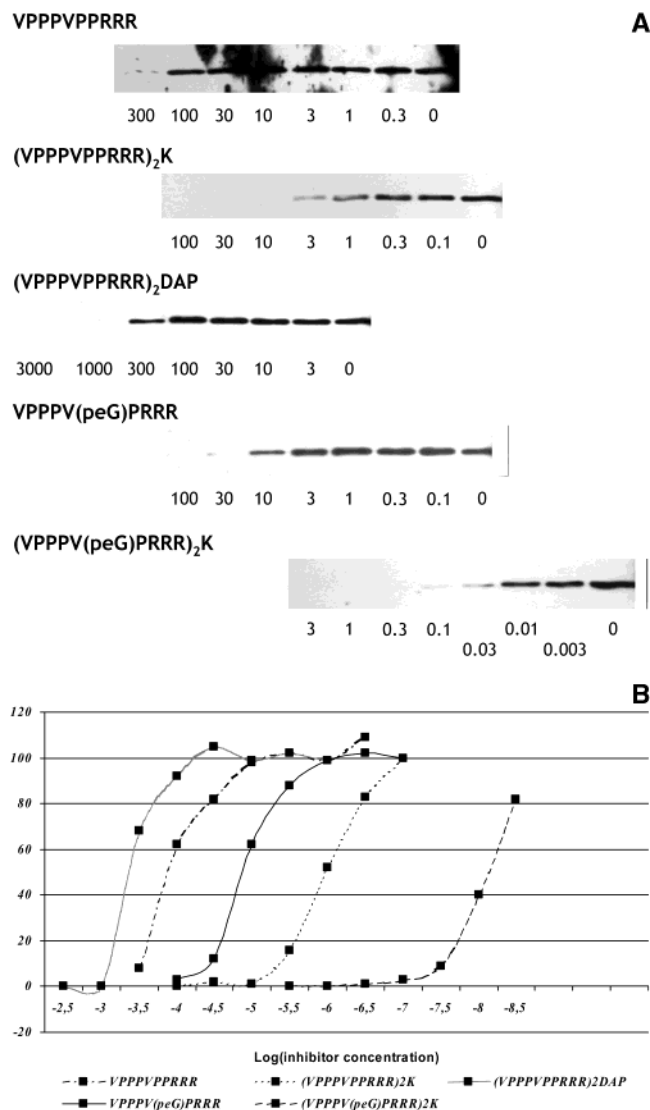 VPPPVPPRRR
A
300 100 30 10 3 1 0.3 0
(VPPPVPPRRR)2K
100 30 10 3 1 0.3 0.1 0
(VPPPVPPRRR)2DAP
3000 1000 300 100 30 10 3 0
VPPPV(peG)PRRR
100 30 10 3 1 0.3 0.1 0
(VPPPV(peG)PRRR)2K
3 1 0.3 0.1 0.03 0.01 0.003 0
B
120
100
80
60
40
20
0
-20
-2,5 -3 -3,5 -4 -4,5 -5 -5,5 -6 -6,5 -7 -7,5 -8 -8,5
Log(inhibitor concentration)
VPPPVPPRRR (VPPPVPPRRR)2K (VPPPVPPRRR)2DAP
VPPPV(peG)PRRR (VPPPV(peG)PRRR)2K